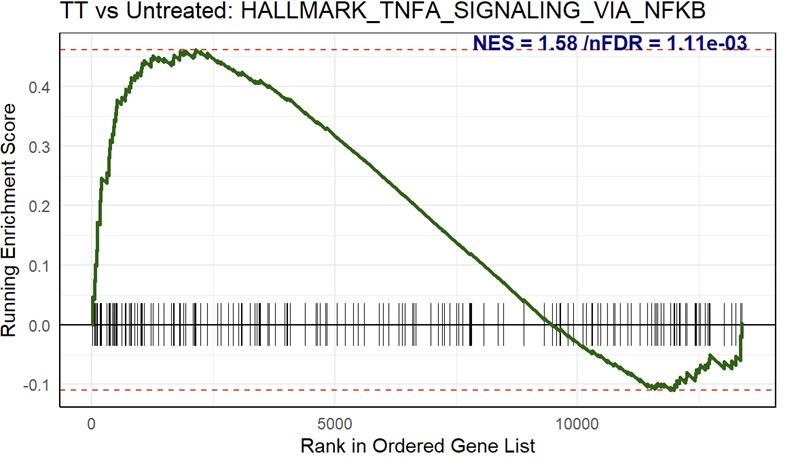 TT vs Untreated: HALLMARK_TNFA_SIGNALING_VIA_NFKB
NES = 1.58 /nFDR = 1.11e-03
Running Enrichment Score
0.4
0.3
0.2
0.1
0.0
-0.1
0 5000 10000
Rank in Ordered Gene List